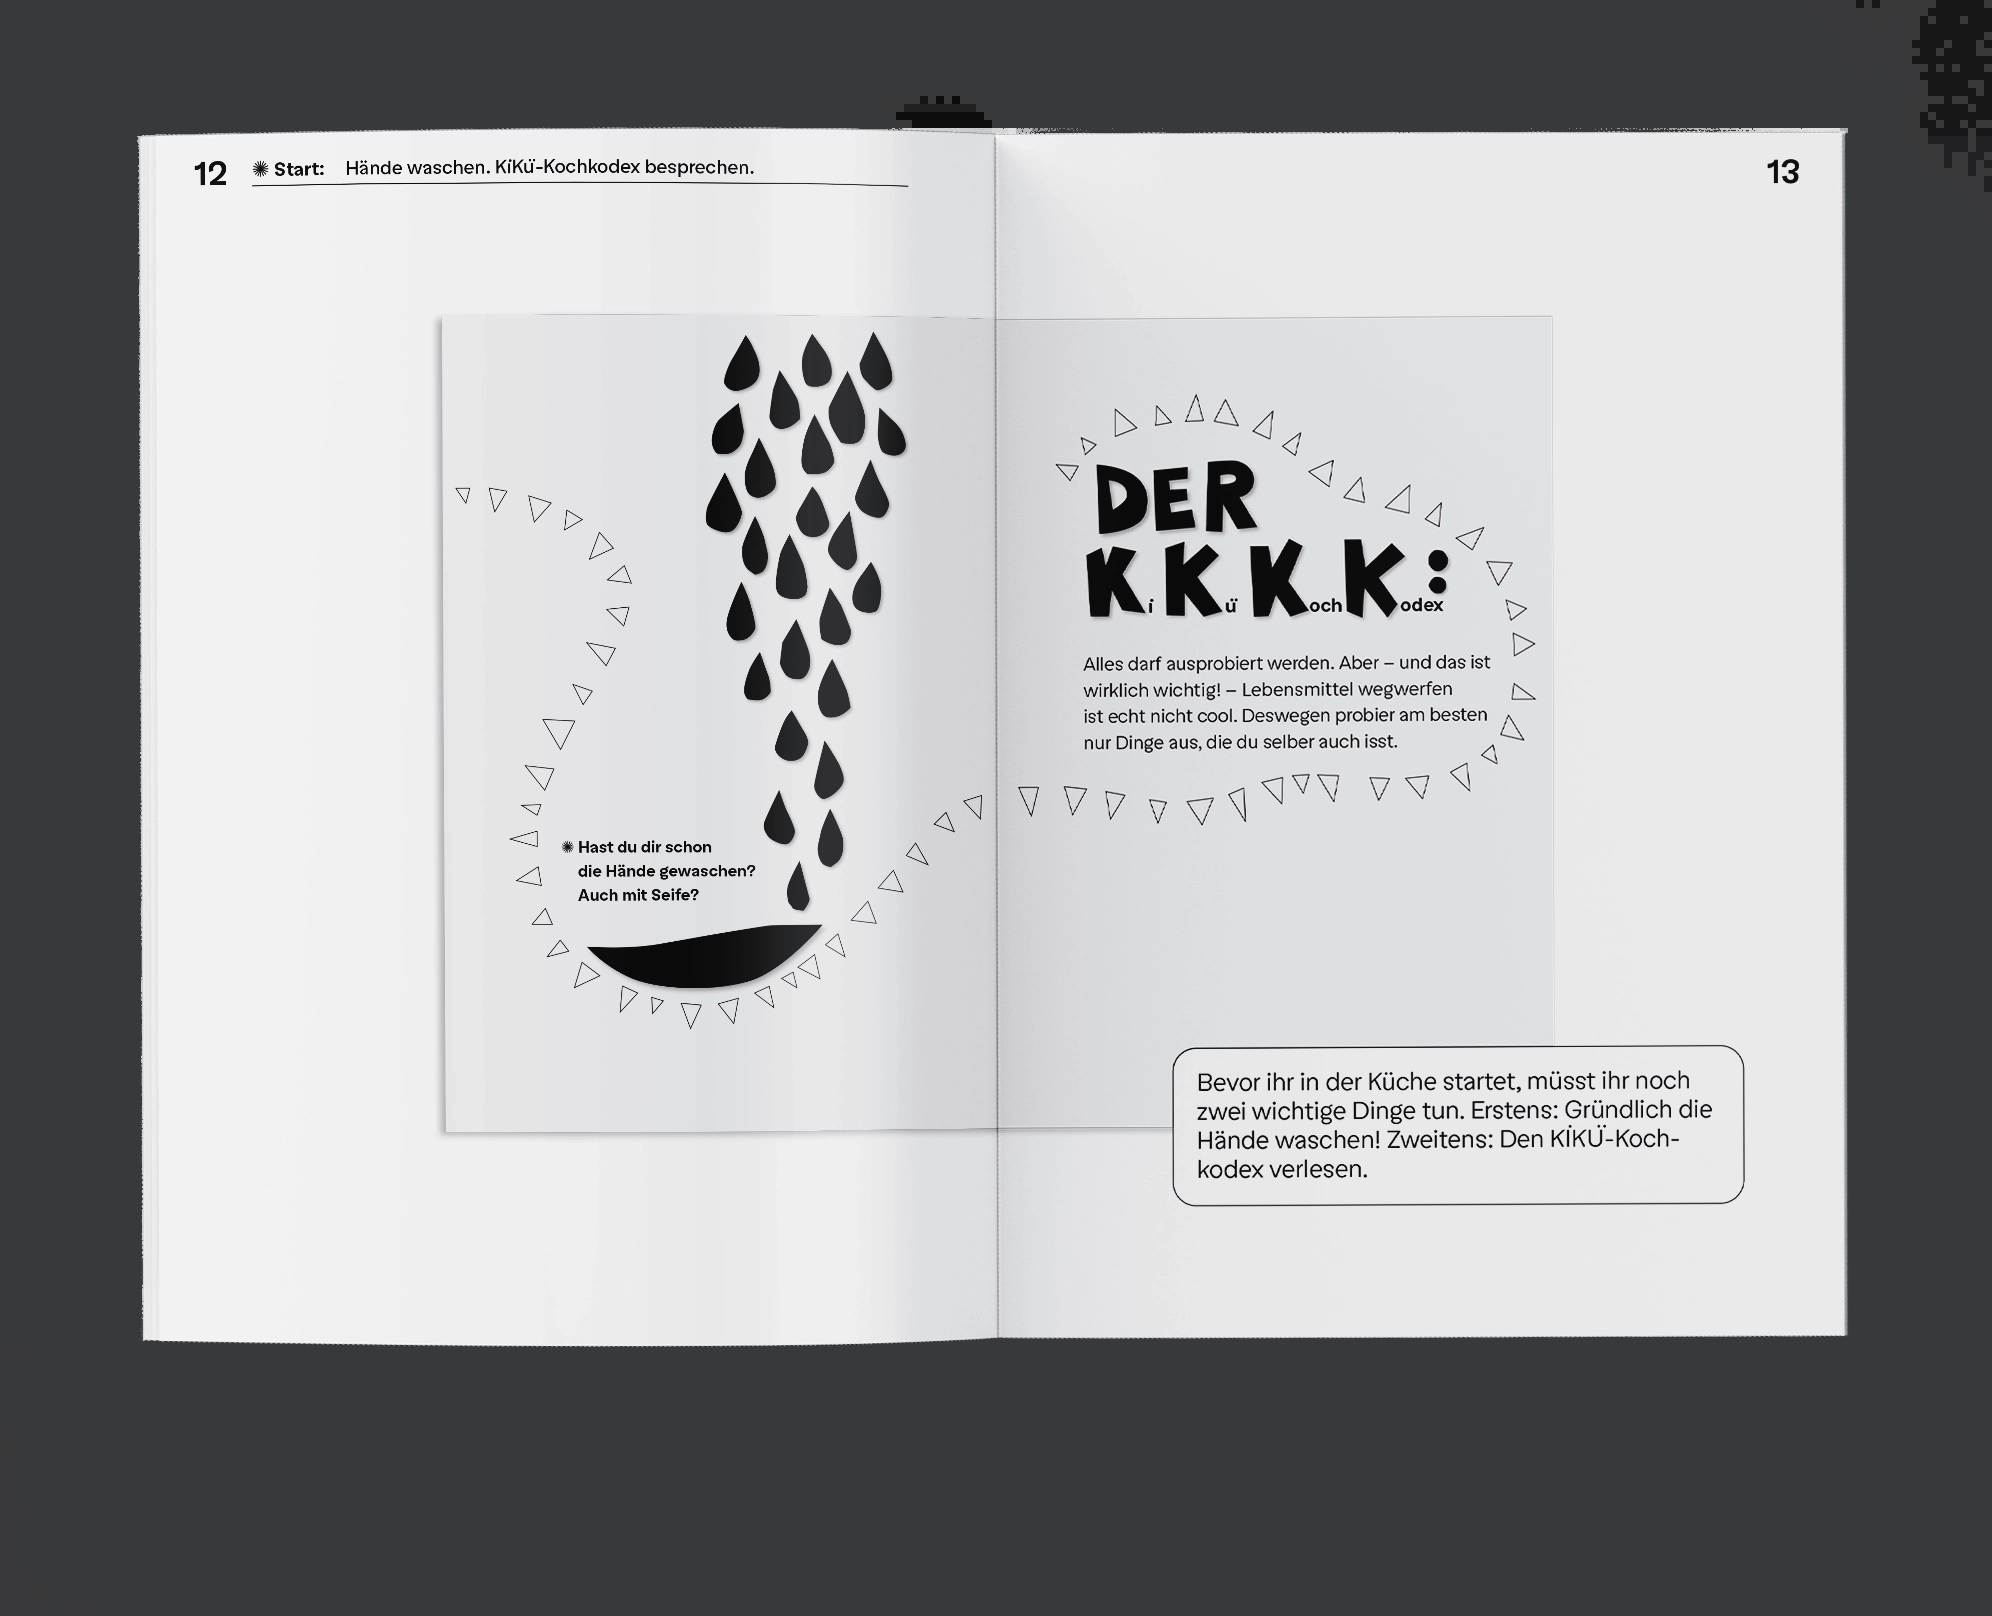 12 ✺ Start: Hände waschen. KiKü-Kochkodex besprechen.
✺ Hast du dir schon
die Hände gewaschen?
Auch mit Seife?
13
DER
KiKüKochKodex:
Alles darf ausprobiert werden. Aber – und das ist
wirklich wichtig! – Lebensmittel wegwerfen
ist echt nicht cool. Deswegen probier am besten
nur Dinge aus, die du selber auch isst.
Bevor ihr in der Küche startet, müsst ihr noch
zwei wichtige Dinge tun. Erstens: Gründlich die
Hände waschen! Zweitens: Den KİKÜ-Koch-
kodex verlesen.